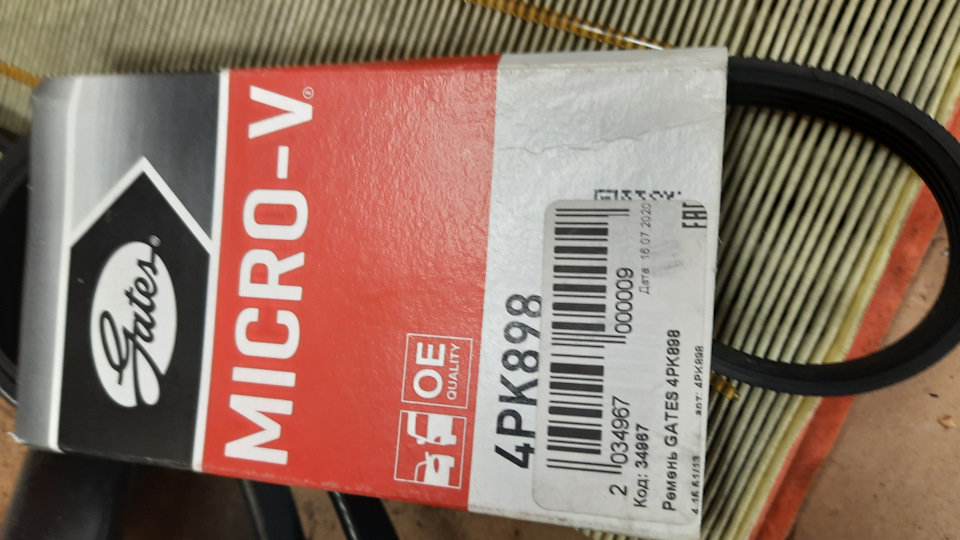 Gates®
MICRO-V®
OE
QUALITY
4PK898
EAC
2 034967 000009
Дата: 16.07.2020
Код: 34967
Ремень GATES 4PK898
арт: 4PK898